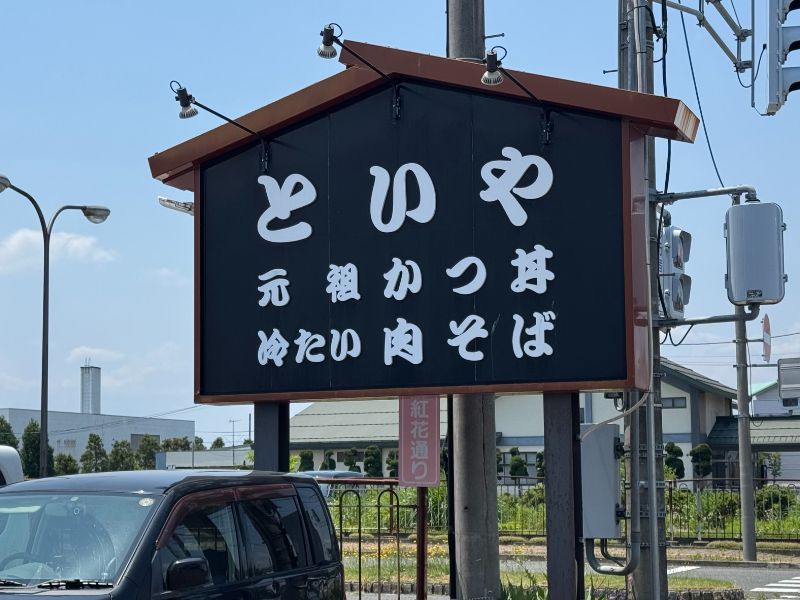 といや
元祖かつ丼
冷たい肉そば
紅花通り